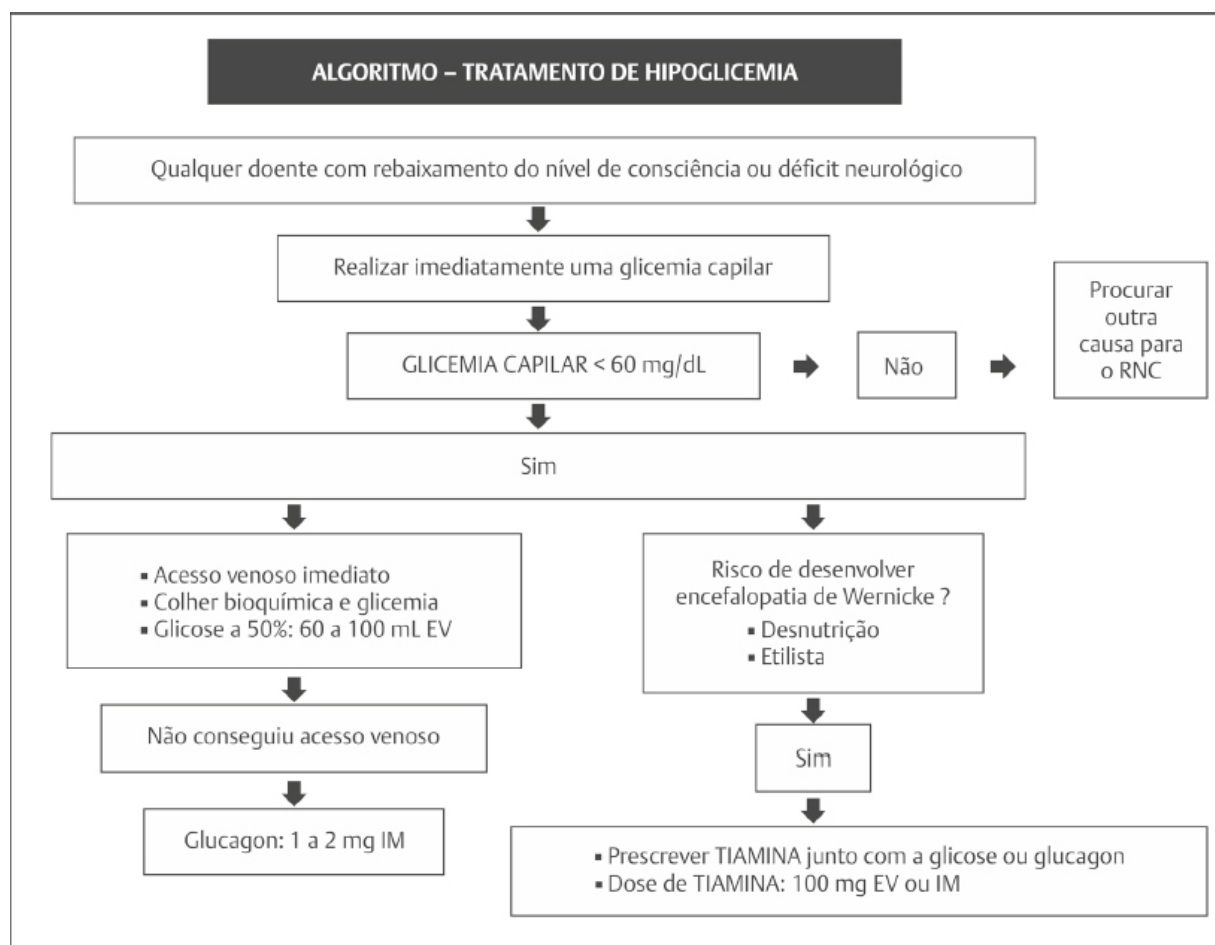 ALGORITMO – TRATAMENTO DE HIPOGLICEMIA
Qualquer doente com rebaixamento do nível de consciência ou déficit neurológico
Realizar imediatamente uma glicemia capilar
GLICEMIA CAPILAR < 60 mg/dL
Não
Procurar
outra
causa para
o RNC
Sim
▪ Acesso venoso imediato
▪ Colher bioquímica e glicemia
▪ Glicose a 50%: 60 a 100 mL EV
Não conseguiu acesso venoso
Glucagon: 1 a 2 mg IM
Risco de desenvolver
encefalopatia de Wernicke ?
▪ Desnutrição
▪ Etilista
Sim
▪ Prescrever TIAMINA junto com a glicose ou glucagon
▪ Dose de TIAMINA: 100 mg EV ou IM